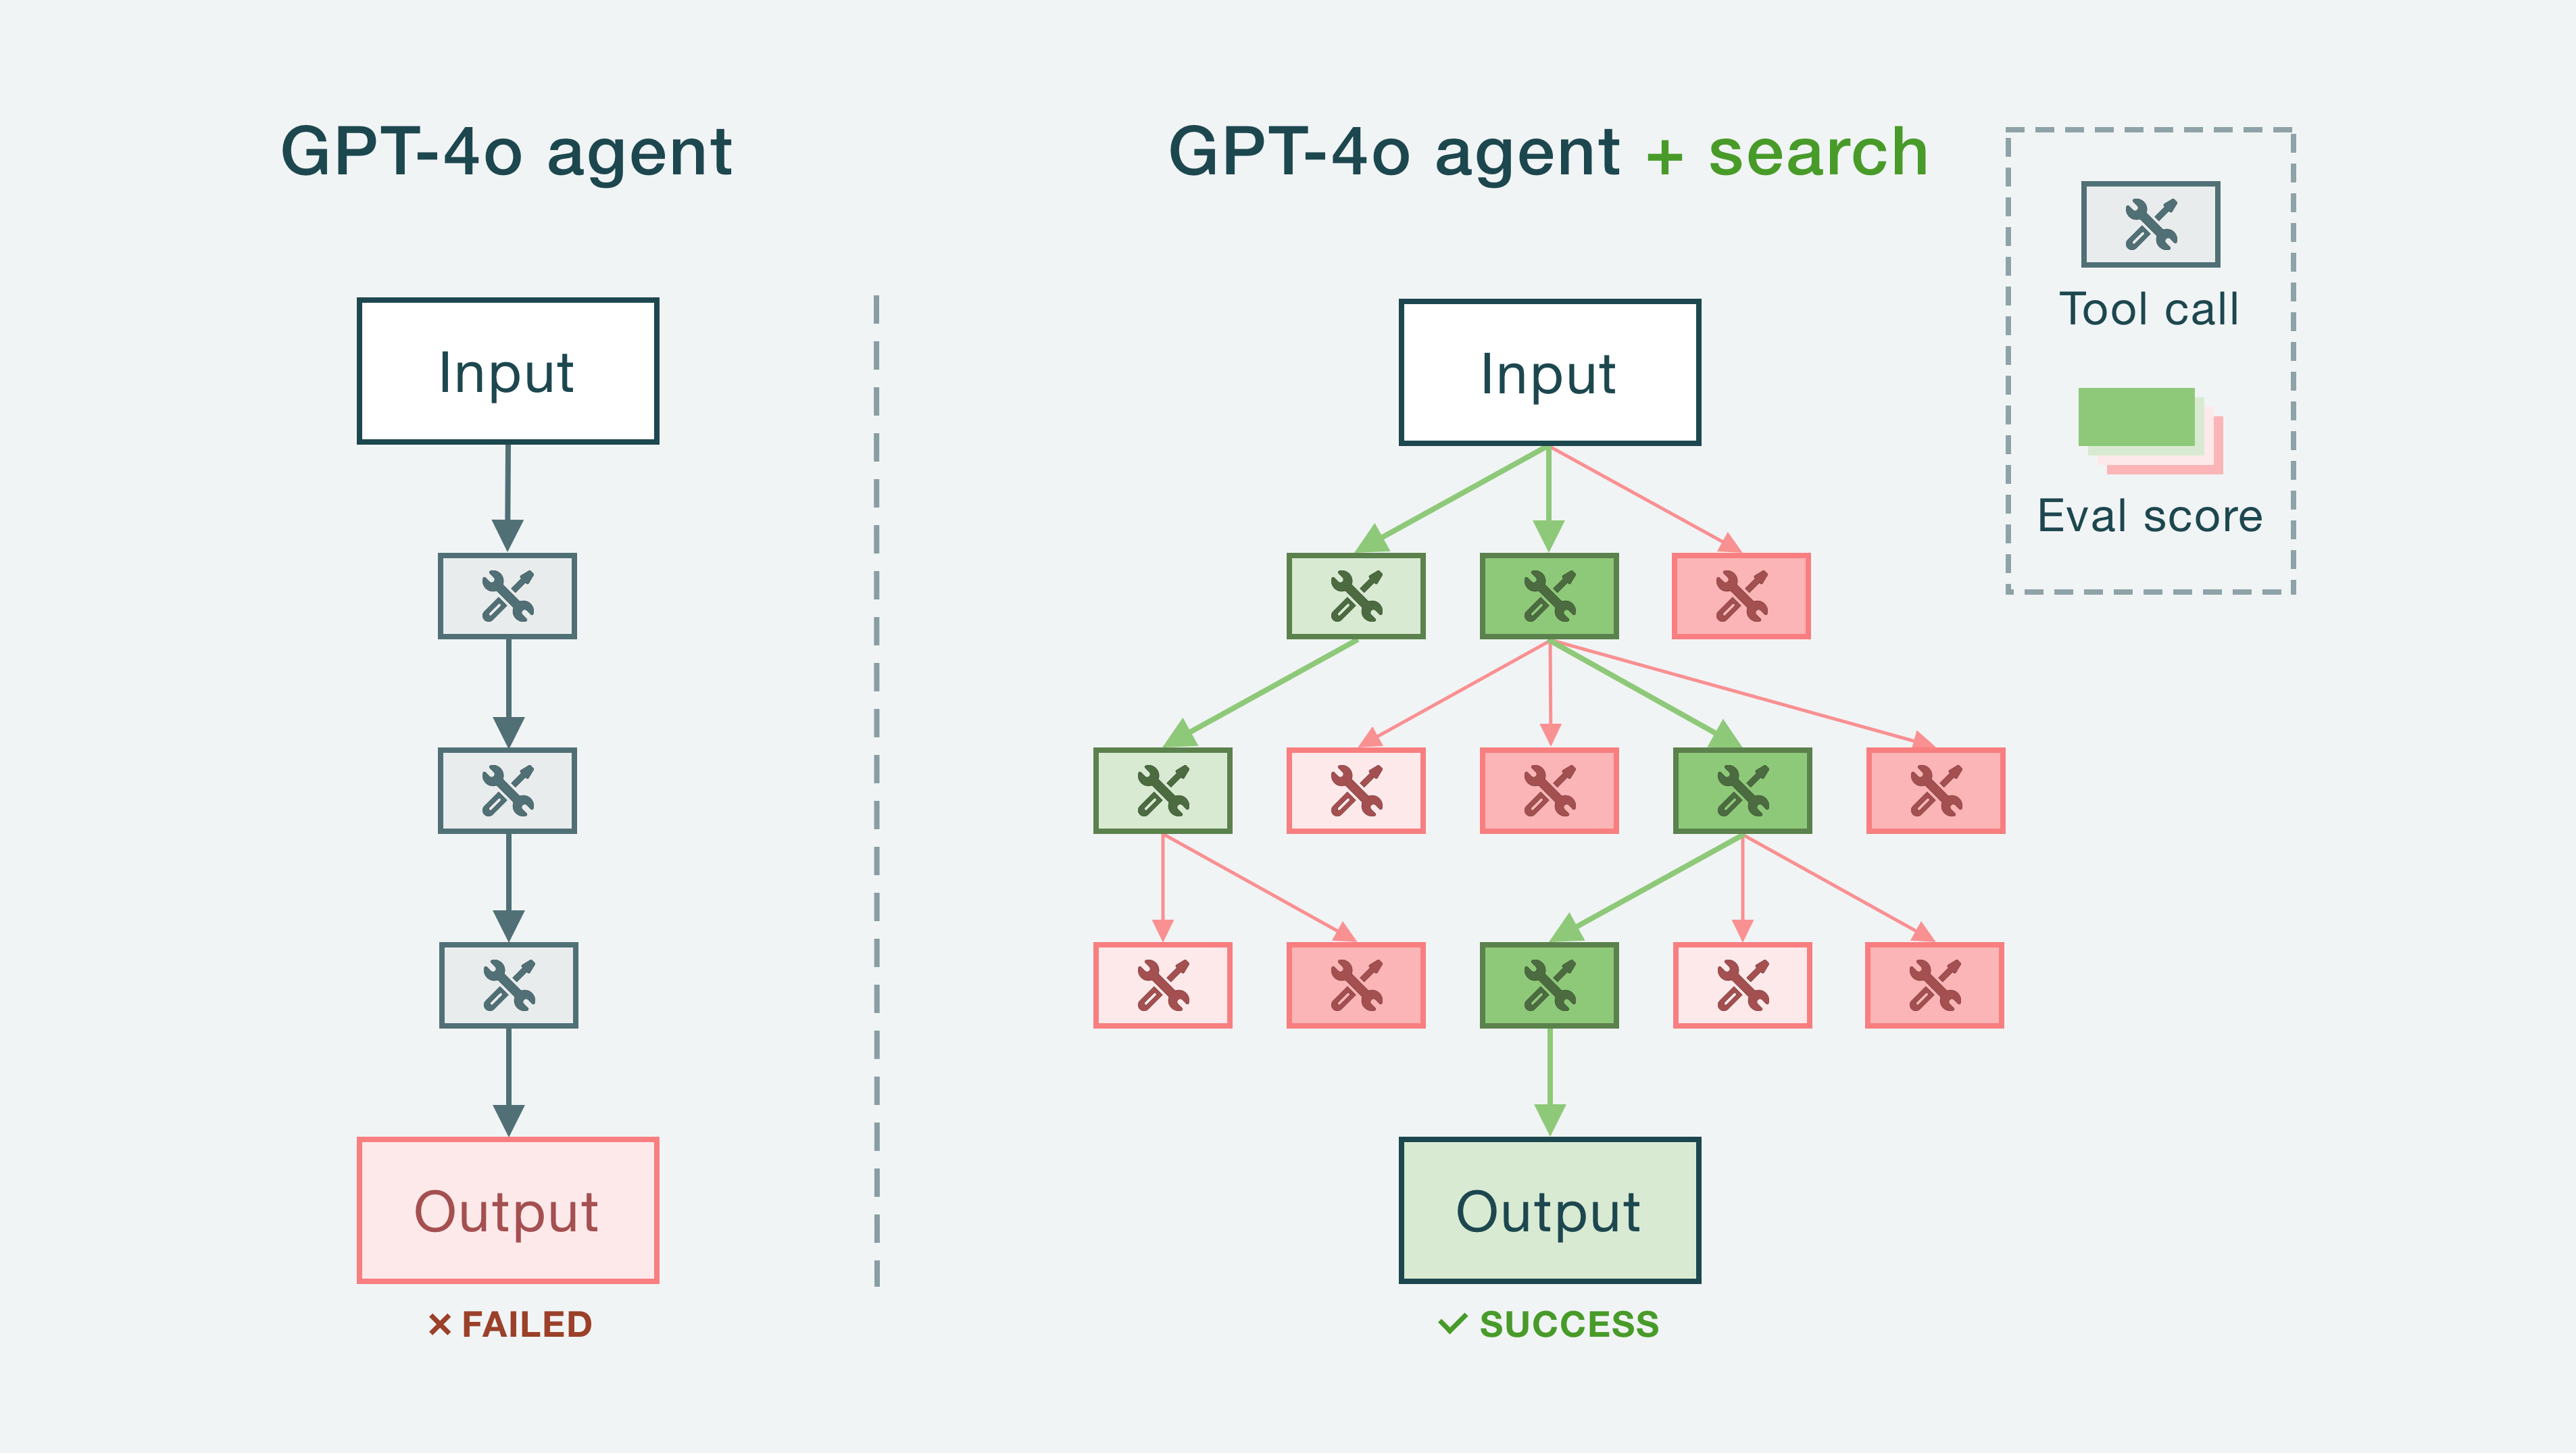 GPT-4o agent
Input
Output
× FAILED
GPT-4o agent + search
Input
Output
✓ SUCCESS
Tool call
Eval score